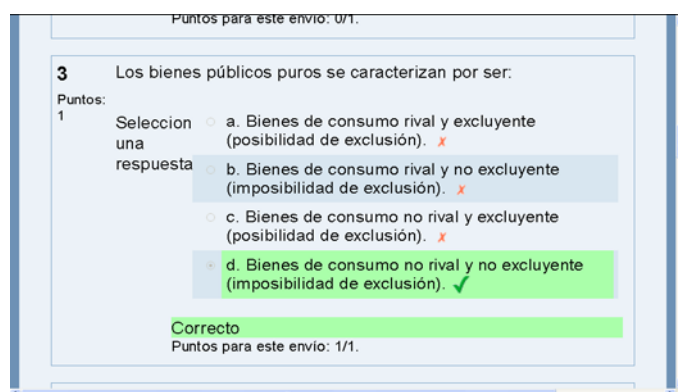 Puntos para este envío: 0/1.
3 Los bienes públicos puros se caracterizan por ser:
Puntos:
1
Seleccion
una
respuesta
a. Bienes de consumo rival y excluyente
(posibilidad de exclusión). ✗
b. Bienes de consumo rival y no excluyente
(imposibilidad de exclusión). ✗
c. Bienes de consumo no rival y excluyente
(posibilidad de exclusión). ✗
d. Bienes de consumo no rival y no excluyente
(imposibilidad de exclusión). ✓
Correcto
Puntos para este envío: 1/1.